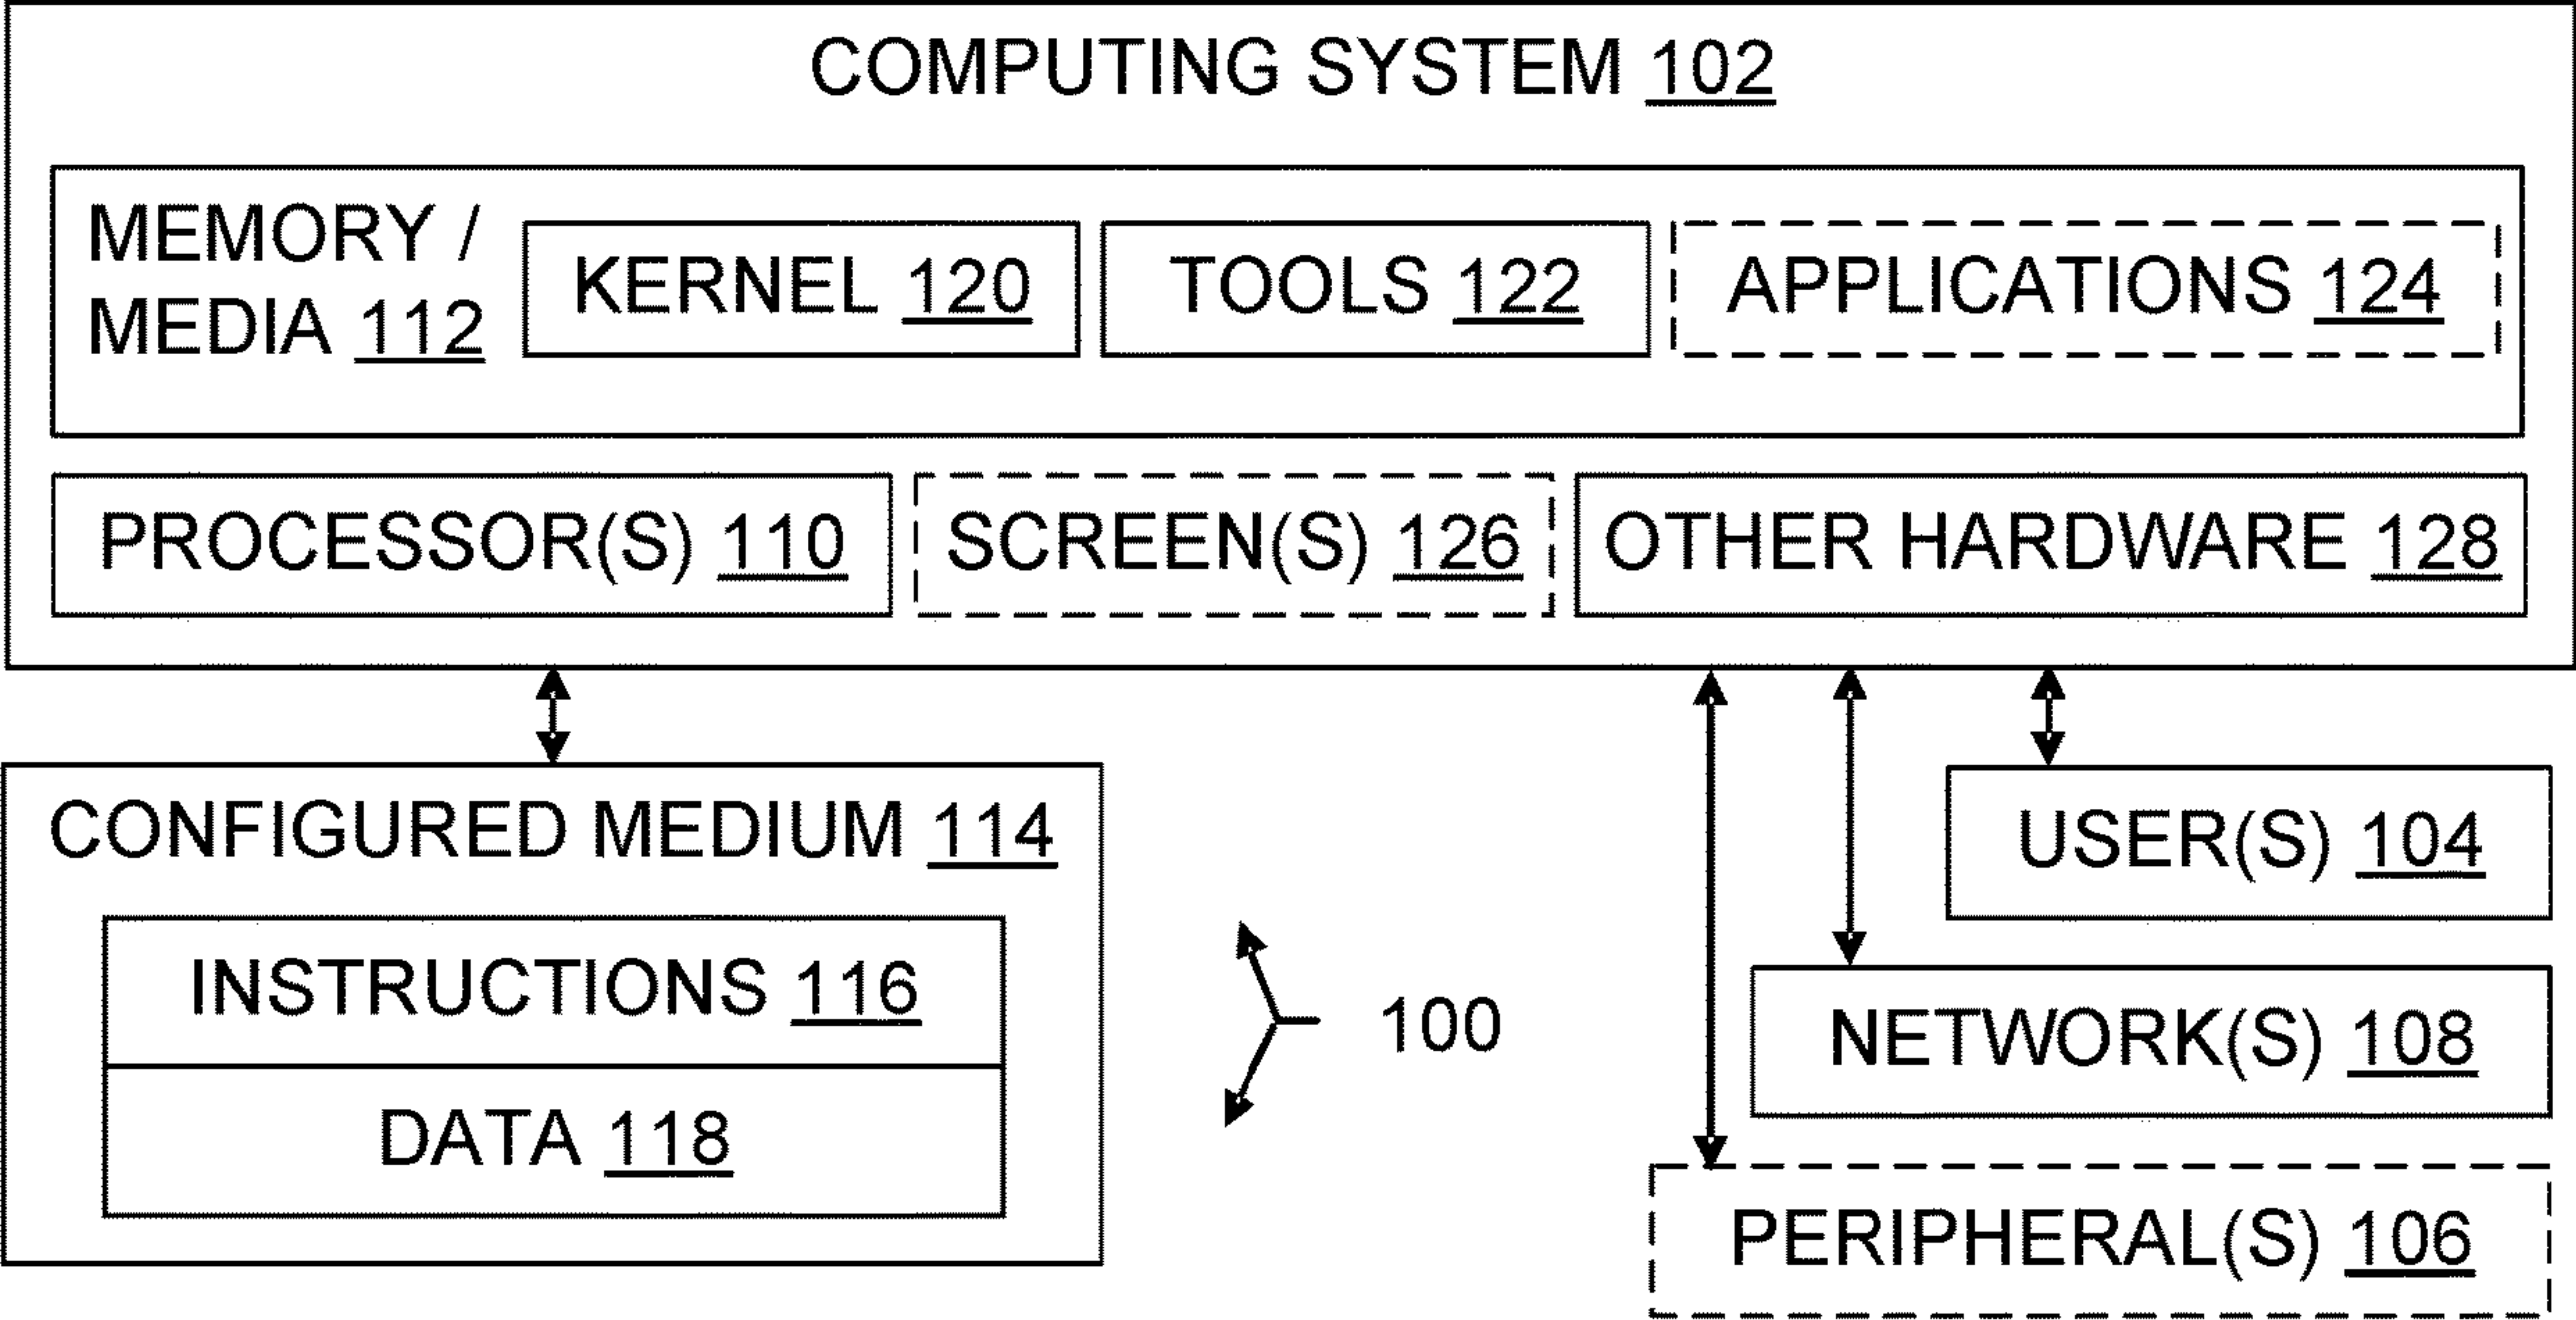 COMPUTING SYSTEM 102
MEMORY /
MEDIA 112
KERNEL 120
TOOLS 122
APPLICATIONS 124
PROCESSOR(S) 110
SCREEN(S) 126
OTHER HARDWARE 128
CONFIGURED MEDIUM 114
INSTRUCTIONS 116
DATA 118
100
USER(S) 104
NETWORK(S) 108
PERIPHERAL(S) 106